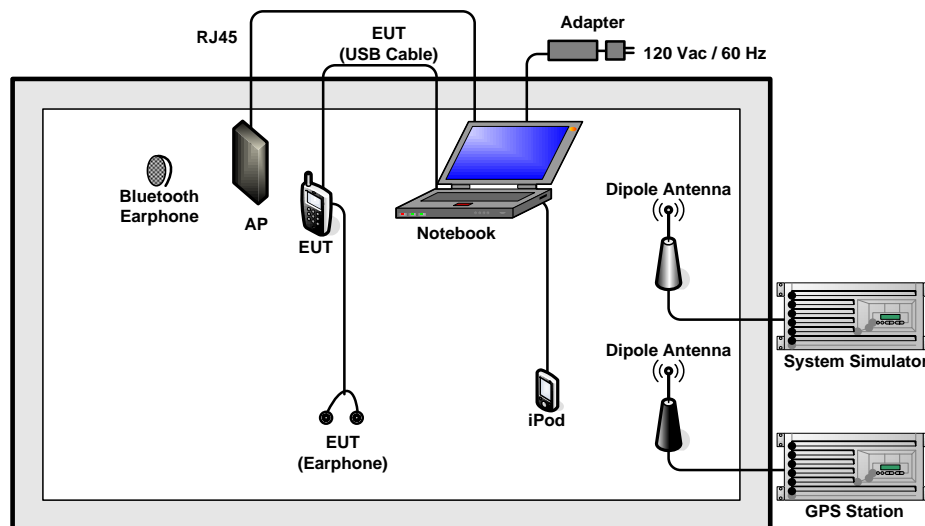 RJ45
EUT
(USB Cable)
Adapter
120 Vac / 60 Hz
Bluetooth
Earphone
AP
EUT
Notebook
Dipole Antenna
System Simulator
Dipole Antenna
iPod
EUT
(Earphone)
GPS Station